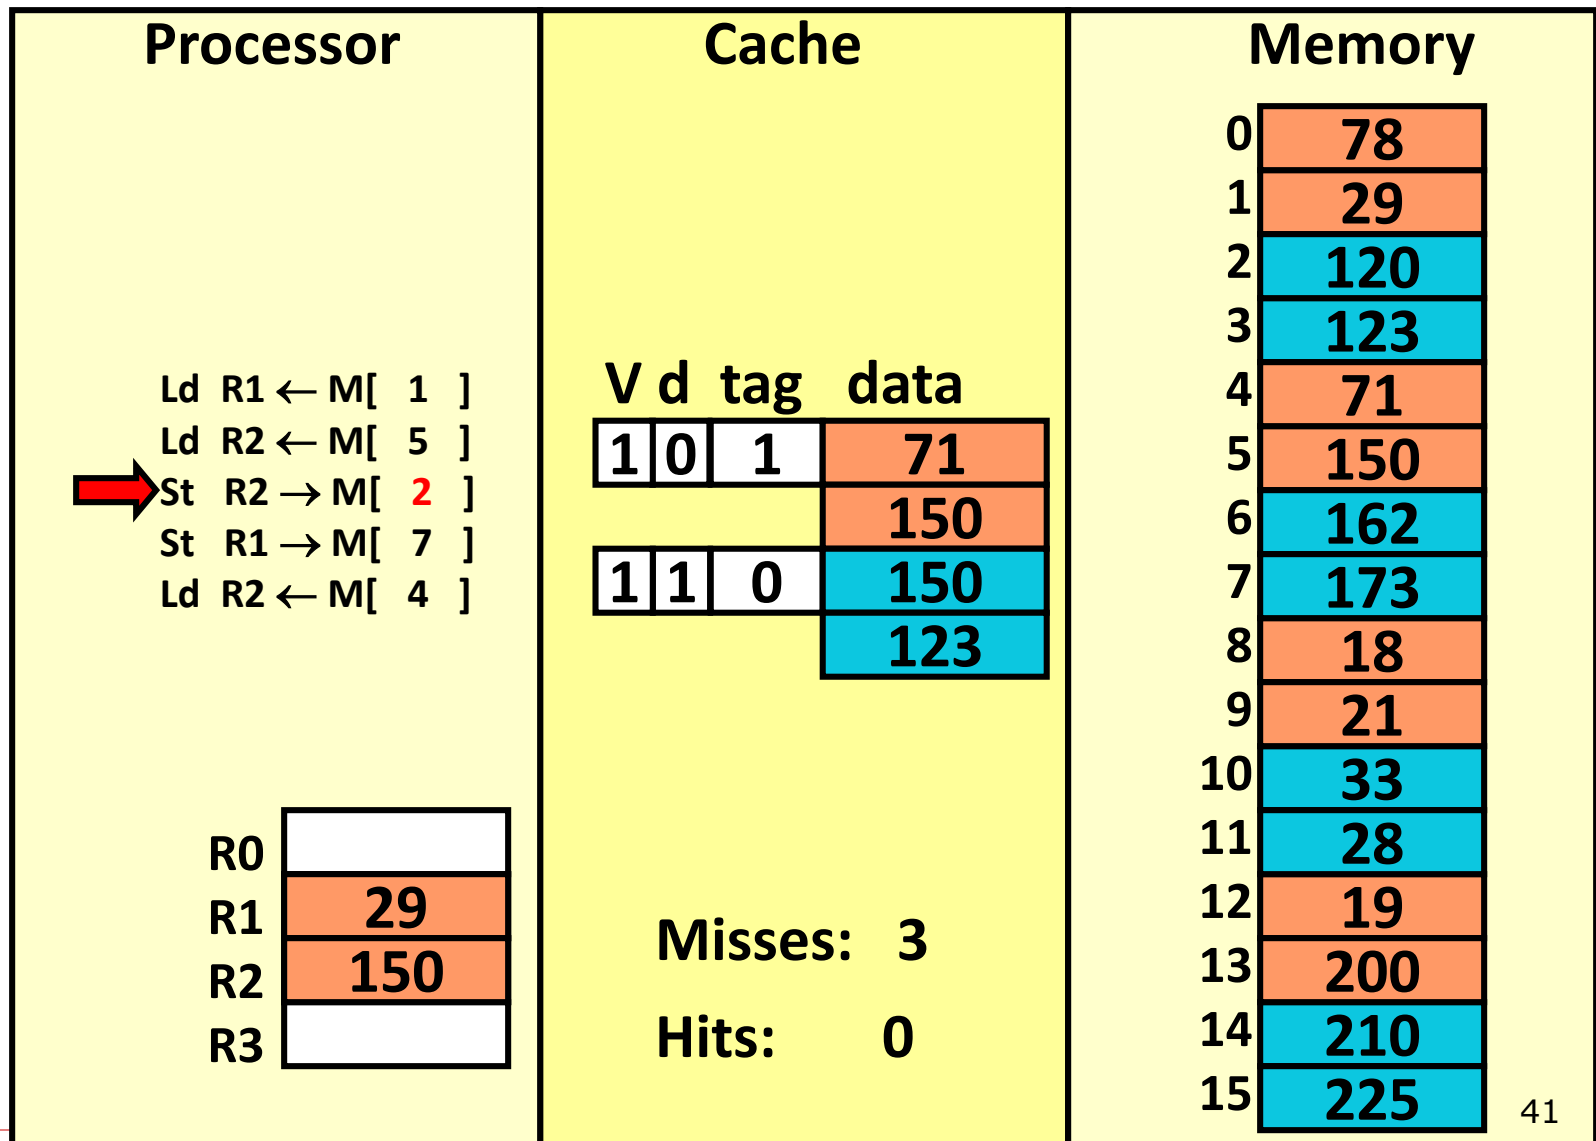 Processor
Ld R1 ← M[ 1 ]
Ld R2 ← M[ 5 ]
St R2 → M[ 2 ]
St R1 → M[ 7 ]
Ld R2 ← M[ 4 ]
R0
R1 29
R2 150
R3
Cache
V d tag data
1 0 1 71
150
1 1 0 150
123
Misses: 3
Hits: 0
Memory
0 78
1 29
2 120
3 123
4 71
5 150
6 162
7 173
8 18
9 21
10 33
11 28
12 19
13 200
14 210
15 225
41